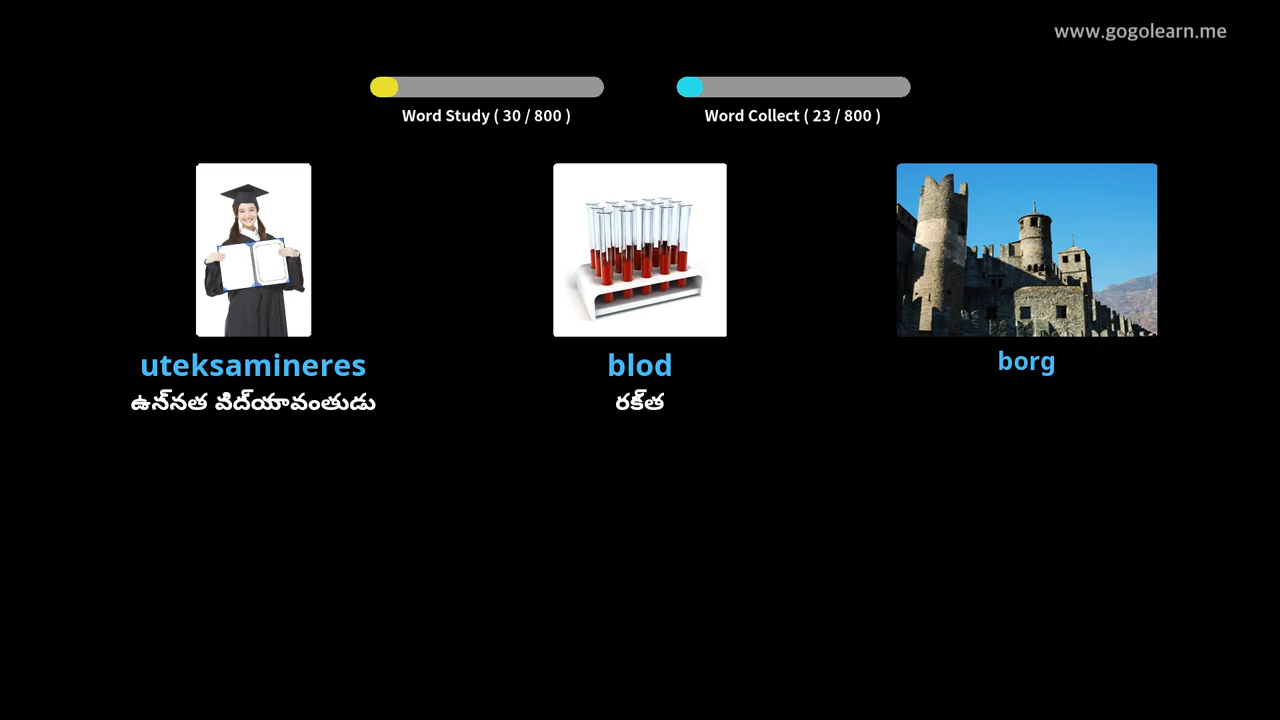 www.gogolearn.me
Word Study ( 30 / 800 )
Word Collect ( 23 / 800 )
uteksamineres
blod
borg
ఉన్నత విద్యావంతుడు
రక్త